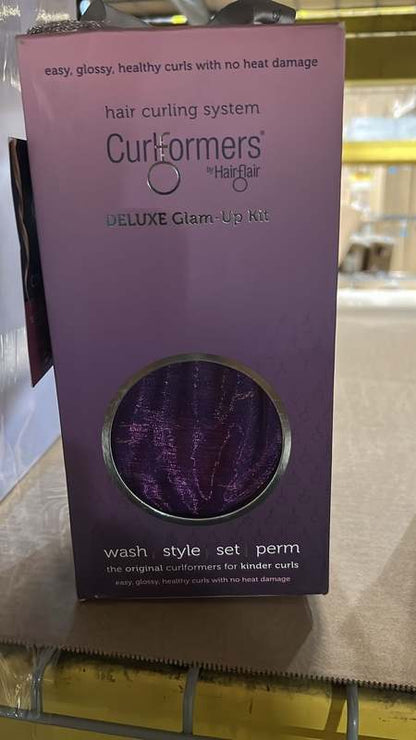 easy, glossy, healthy curls with no heat damage
hair curling system
Curlformers®
by Hairflair
DELUXE Glam-Up Kit
wash | style | set | perm
the original curlformers for kinder curls
easy, glossy, healthy curls with no heat damage